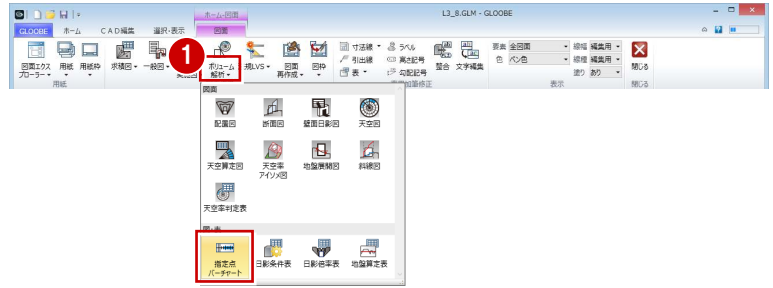 ホーム-図面
L3_8.GLM - GLOOBE
GLOOBE ホーム CAD編集 選択・表示 図面
1
図面エクス
プローラー
用紙
用紙枠
求積図
一般図
ボリューム
解析
規LVS
図面
再作成
図枠
寸法線
引出線
表
ラベル
高さ記号
勾配記号
整合
文字編集
要素 全図面
色 ペン色
線幅 編集用
線種 編集用
塗り あり
閉じる
用紙
表示
閉じる
図面
配置図 断面図 壁面日影図 天空図
天空算定図 天空率
アイソメ図 地盤展開図 斜線図
天空率判定表
図・表
指定点
バーチャート 日影条件表 日影倍率表 地盤算定表